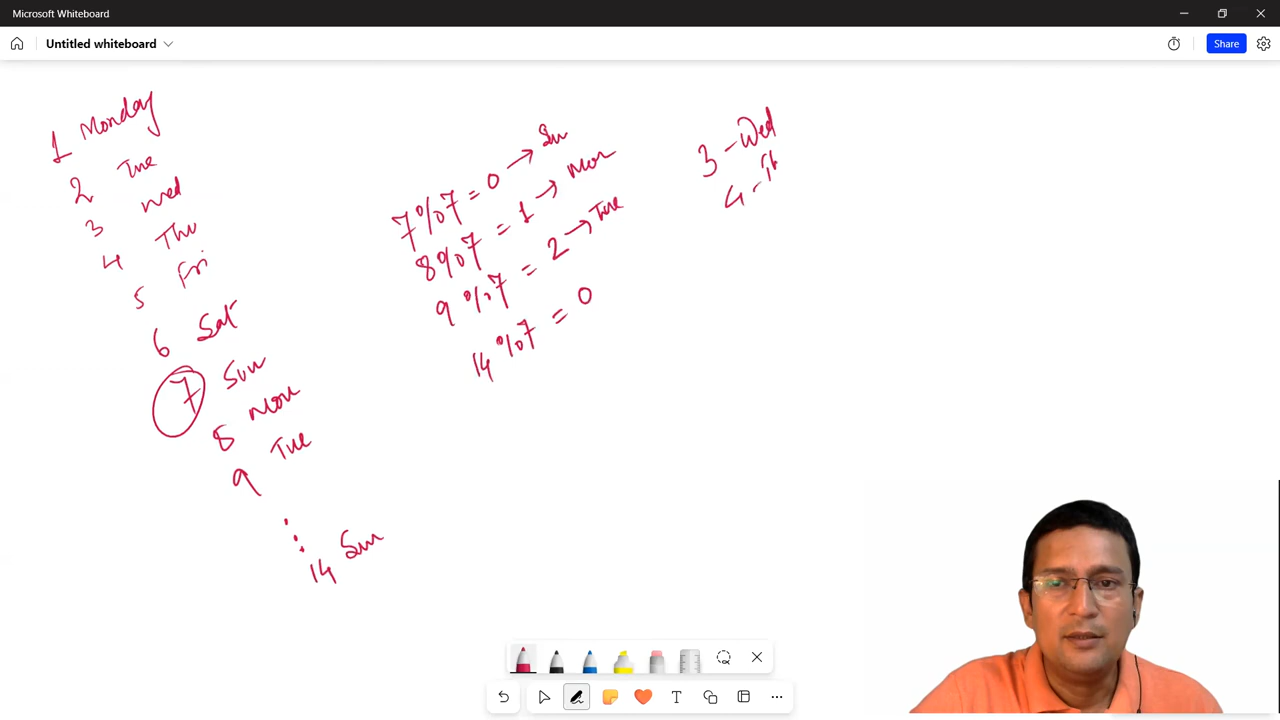 Microsoft Whiteboard
Untitled whiteboard
Share
1 Monday
2 Tue
3 Wed
4 Thu
5 Fri
6 Sat
7 Sun
8 Mon
9 Tue
14 Sun
7%7 = 0 → Sun
8%7 = 1 → Mon
9%7 = 2 → Tue
14%7 = 0
3 - Wed
4 - Th